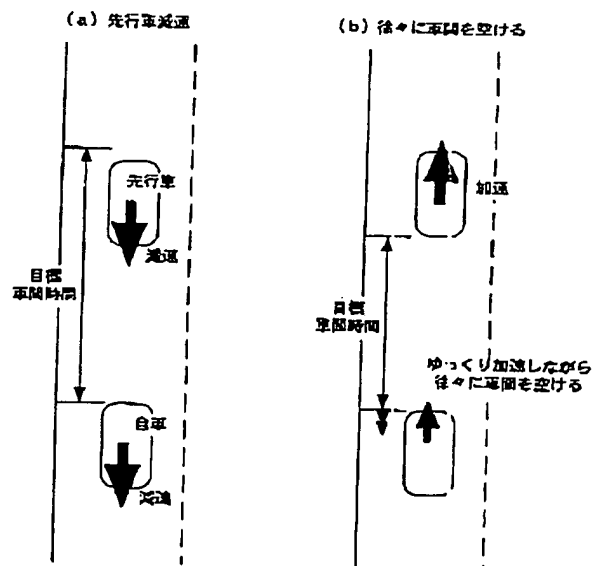 (a) 先行車減速
先行車
減速
目標
車間時間
自車
減速
(b) 徐々に車間を空ける
加速
目標
車間時間
ゆっくり加速しながら
徐々に車間を空ける